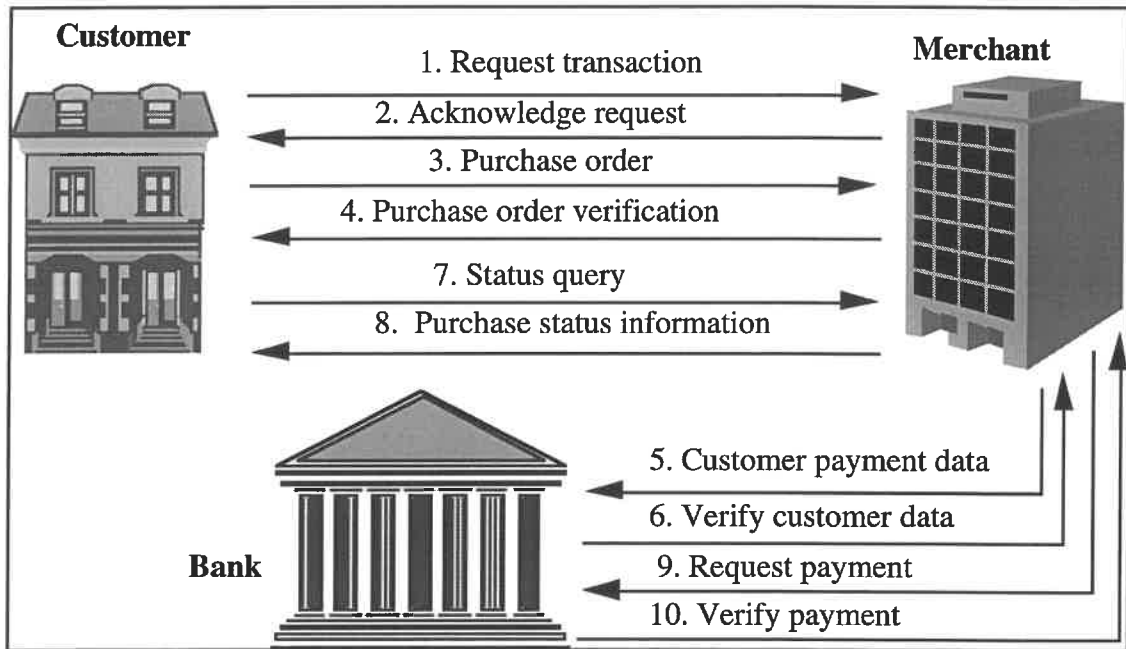 Customer
Merchant
1. Request transaction
2. Acknowledge request
3. Purchase order
4. Purchase order verification
7. Status query
8. Purchase status information
5. Customer payment data
6. Verify customer data
Bank
9. Request payment
10. Verify payment